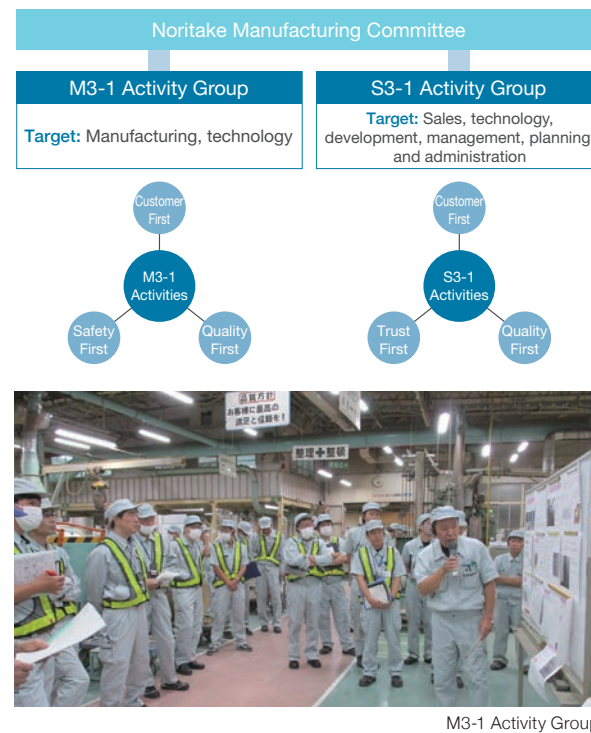 Noritake Manufacturing Committee
M3-1 Activity Group
Target: Manufacturing, technology
S3-1 Activity Group
Target: Sales, technology,
development, management, planning
and administration
Customer
First
M3-1
Activities
Safety
First
Quality
First
Customer
First
S3-1
Activities
Trust
First
Quality
First
品質方針
お客様に最高の
満足と信頼を!
整理✚整頓
M3-1 Activity Group